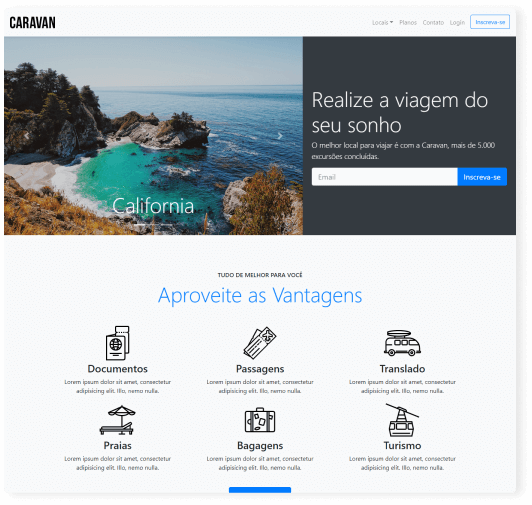 CARAVAN
Locais Planos Contato Login Inscreva-se
Realize a viagem do
seu sonho
O melhor local para viajar é com a Caravan, mais de 5.000
excursões concluídas.
Email Inscreva-se
California
TUDO DE MELHOR PARA VOCÊ
Aproveite as Vantagens
Documentos
Lorem ipsum dolor sit amet, consectetur
adipisicing elit. Illo, nemo nulla.
Passagens
Lorem ipsum dolor sit amet, consectetur
adipisicing elit. Illo, nemo nulla.
Translado
Lorem ipsum dolor sit amet, consectetur
adipisicing elit. Illo, nemo nulla.
Praias
Lorem ipsum dolor sit amet, consectetur
adipisicing elit. Illo, nemo nulla.
Bagagens
Lorem ipsum dolor sit amet, consectetur
adipisicing elit. Illo, nemo nulla.
Turismo
Lorem ipsum dolor sit amet, consectetur
adipisicing elit. Illo, nemo nulla.